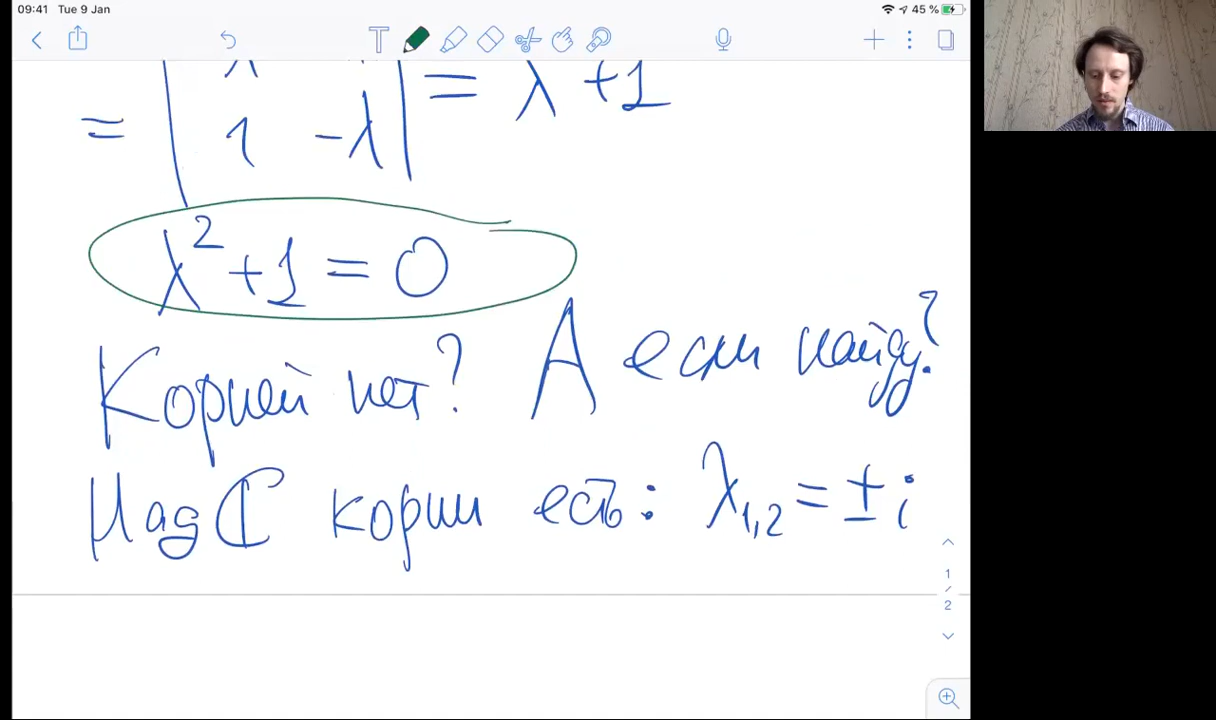 09:41 Tue 9 Jan 45 %
T
= | λ
1 -λ | = λ +1
λ² + 1 = 0
Корней нет? А если найду?
Над ℂ корни есть: λ₁,₂ = ± i
1
/
2